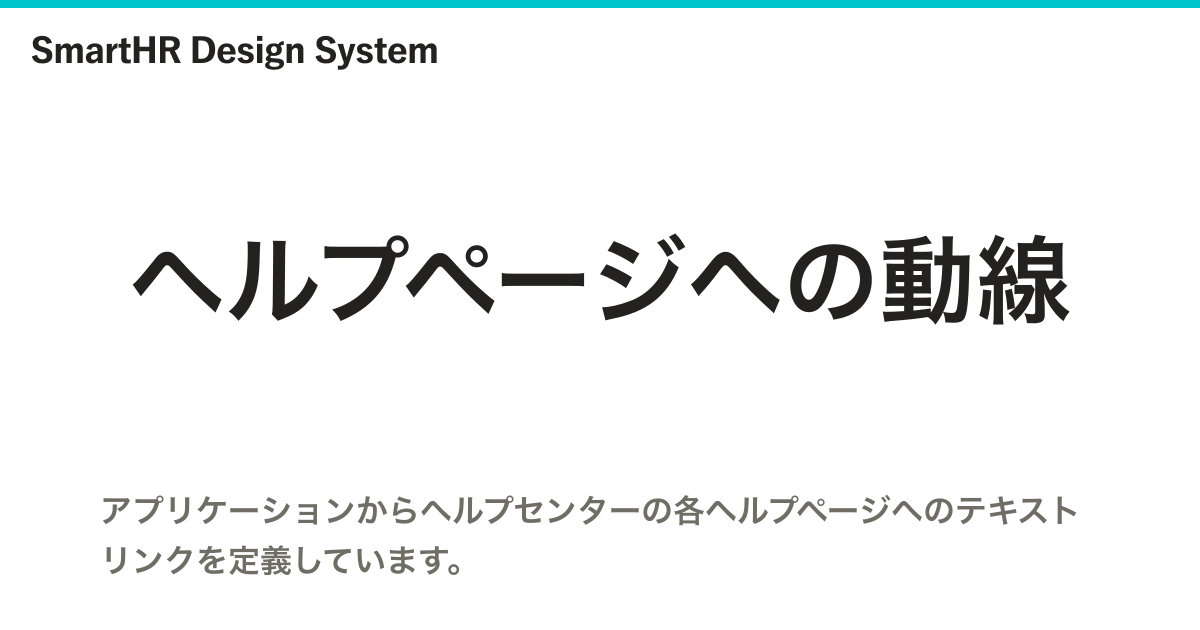 SmartHR Design System
ヘルプページへの動線
アプリケーションからヘルプセンターの各ヘルプページへのテキスト
リンクを定義しています。